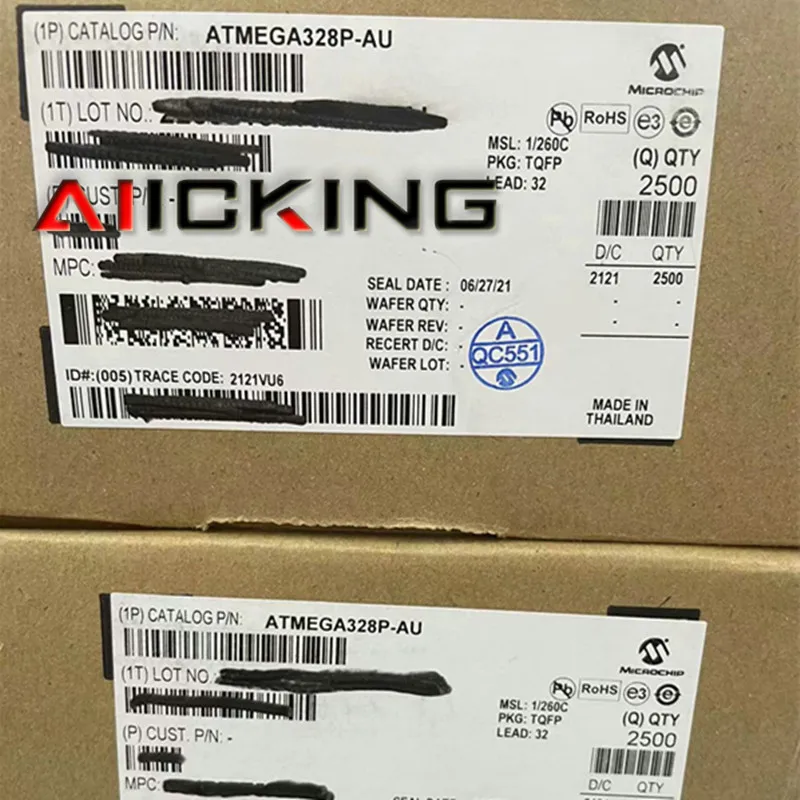 (1P) CATALOG P/N: ATMEGA328P-AU
MICROCHIP
(1T) LOT NO.:
Pb RoHS e3 e
MSL: 1/260C
PKG: TQFP
LEAD: 32
(Q) QTY
2500
CUST. P/ -
AIICKING
MPC:
D/C QTY
2121 2500
- -
- -
SEAL DATE : 06/27/21
WAFER QTY: -
WAFER REV: -
RECERT D/C: -
WAFER LOT: -
A
QC551
ID#:(005) TRACE CODE: 2121VU6
MADE IN
THAILAND
(1P) CATALOG P/N: ATMEGA328P-AU
MICROCHIP
(1T) LOT NO.
Pb RoHS e3 e
MSL: 1/260C
PKG: TQFP
LEAD: 32
(Q) QTY
2500
(P) CUST. P/N: -
MPC:
D/C QTY